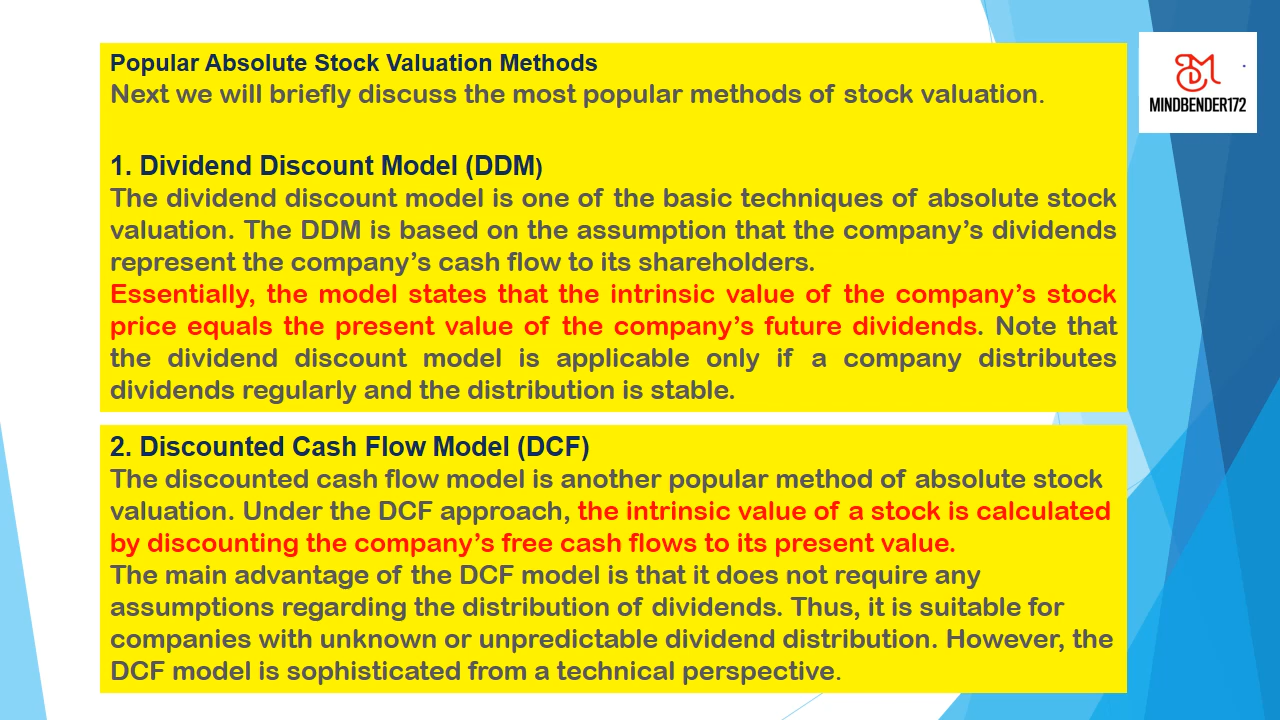 Popular Absolute Stock Valuation Methods
Next we will briefly discuss the most popular methods of stock valuation.
1. Dividend Discount Model (DDM)
The dividend discount model is one of the basic techniques of absolute stock
valuation. The DDM is based on the assumption that the company’s dividends
represent the company’s cash flow to its shareholders.
Essentially, the model states that the intrinsic value of the company’s stock
price equals the present value of the company’s future dividends. Note that
the dividend discount model is applicable only if a company distributes
dividends regularly and the distribution is stable.
2. Discounted Cash Flow Model (DCF)
The discounted cash flow model is another popular method of absolute stock
valuation. Under the DCF approach, the intrinsic value of a stock is calculated
by discounting the company’s free cash flows to its present value.
The main advantage of the DCF model is that it does not require any
assumptions regarding the distribution of dividends. Thus, it is suitable for
companies with unknown or unpredictable dividend distribution. However, the
DCF model is sophisticated from a technical perspective.
MINDBENDER172